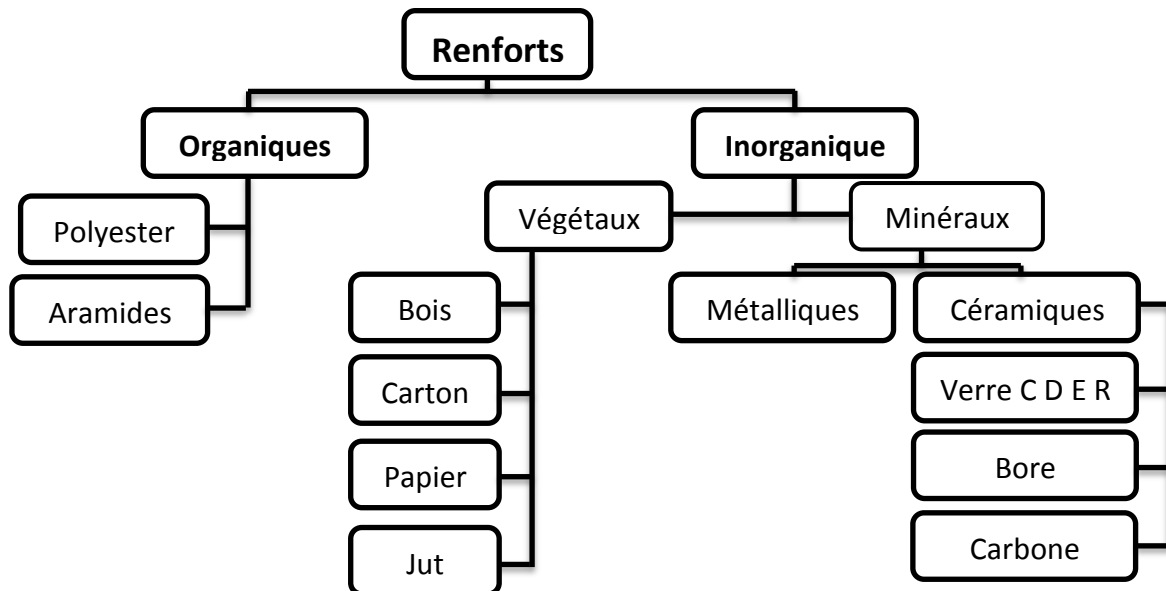 Renforts
Organiques
Inorganique
Végétaux
Minéraux
Polyester
Aramides
Bois
Métalliques
Céramiques
Carton
Verre C D E R
Papier
Bore
Jut
Carbone